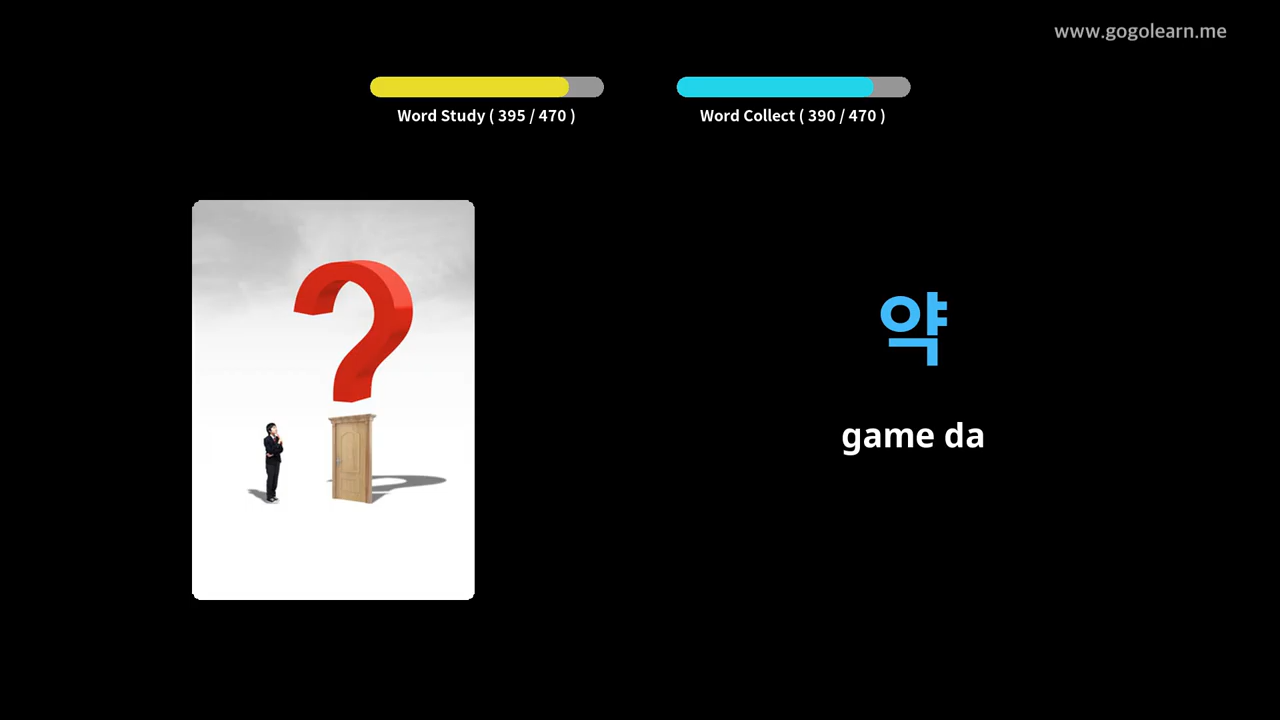 www.gogolearn.me
Word Study ( 395 / 470 )
Word Collect ( 390 / 470 )
?
약
game da